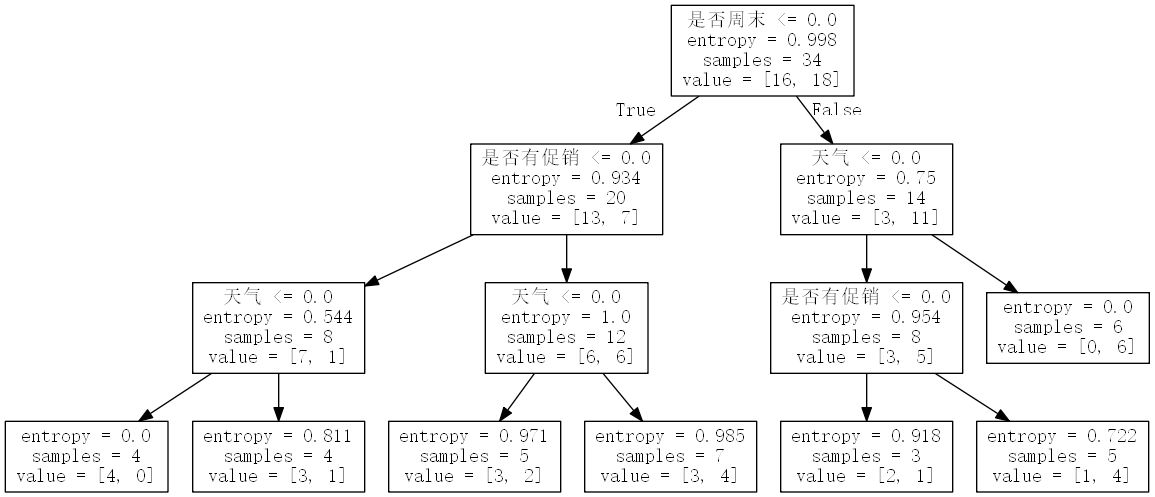 是否周末 <= 0.0
entropy = 0.998
samples = 34
value = [16, 18]
True
False
是否有促销 <= 0.0
entropy = 0.934
samples = 20
value = [13, 7]
天气 <= 0.0
entropy = 0.75
samples = 14
value = [3, 11]
天气 <= 0.0
entropy = 0.544
samples = 8
value = [7, 1]
天气 <= 0.0
entropy = 1.0
samples = 12
value = [6, 6]
是否有促销 <= 0.0
entropy = 0.954
samples = 8
value = [3, 5]
entropy = 0.0
samples = 6
value = [0, 6]
entropy = 0.0
samples = 4
value = [4, 0]
entropy = 0.811
samples = 4
value = [3, 1]
entropy = 0.971
samples = 5
value = [3, 2]
entropy = 0.985
samples = 7
value = [3, 4]
entropy = 0.918
samples = 3
value = [2, 1]
entropy = 0.722
samples = 5
value = [1, 4]